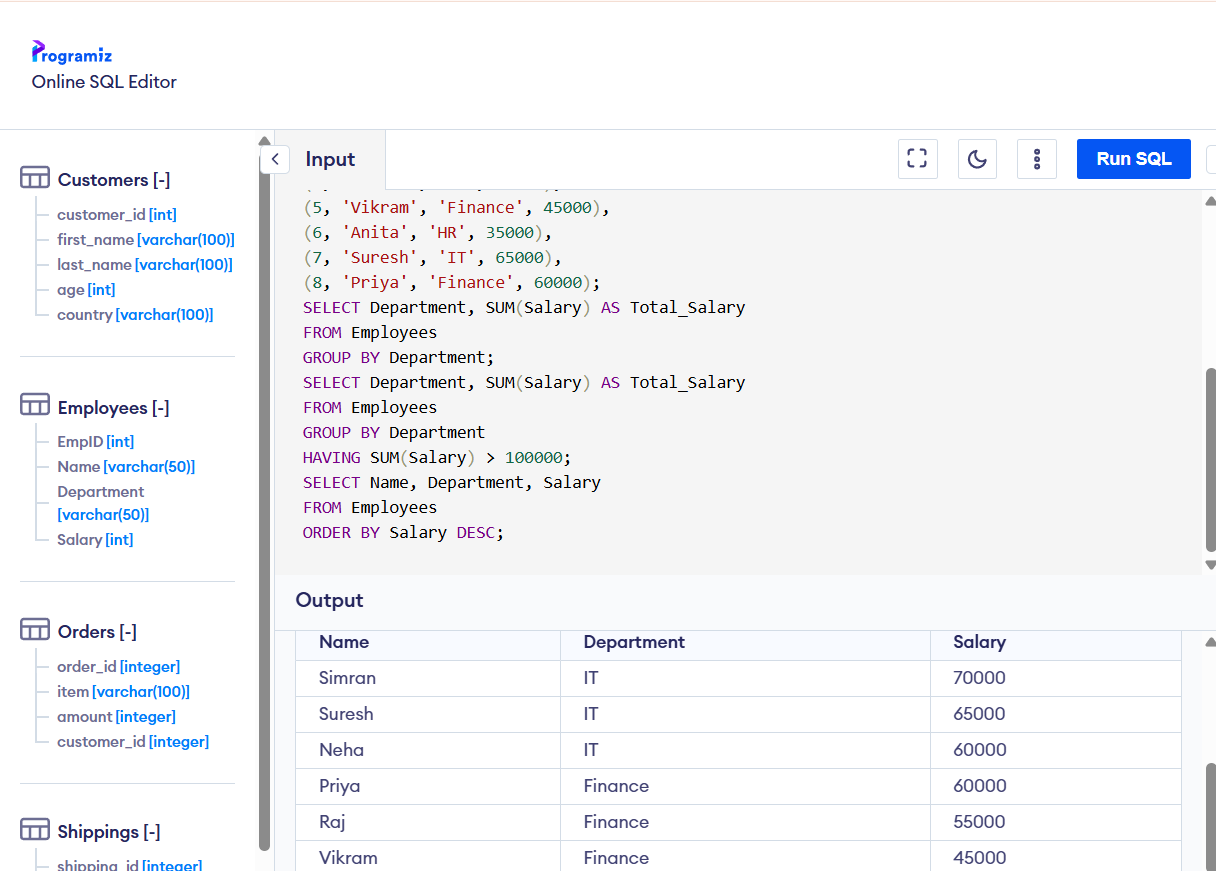 Programiz
Online SQL Editor
Customers [-]
customer_id [int]
first_name [varchar(100)]
last_name [varchar(100)]
age [int]
country [varchar(100)]
Employees [-]
EmpID [int]
Name [varchar(50)]
Department
[varchar(50)]
Salary [int]
Orders [-]
order_id [integer]
item [varchar(100)]
amount [integer]
customer_id [integer]
Shippings [-]
shipping_id [integer]
Input
Run SQL
(5, 'Vikram', 'Finance', 45000),
(6, 'Anita', 'HR', 35000),
(7, 'Suresh', 'IT', 65000),
(8, 'Priya', 'Finance', 60000);
SELECT Department, SUM(Salary) AS Total_Salary
FROM Employees
GROUP BY Department;
SELECT Department, SUM(Salary) AS Total_Salary
FROM Employees
GROUP BY Department
HAVING SUM(Salary) > 100000;
SELECT Name, Department, Salary
FROM Employees
ORDER BY Salary DESC;
Output
Name Department Salary
Simran IT 70000
Suresh IT 65000
Neha IT 60000
Priya Finance 60000
Raj Finance 55000
Vikram Finance 45000